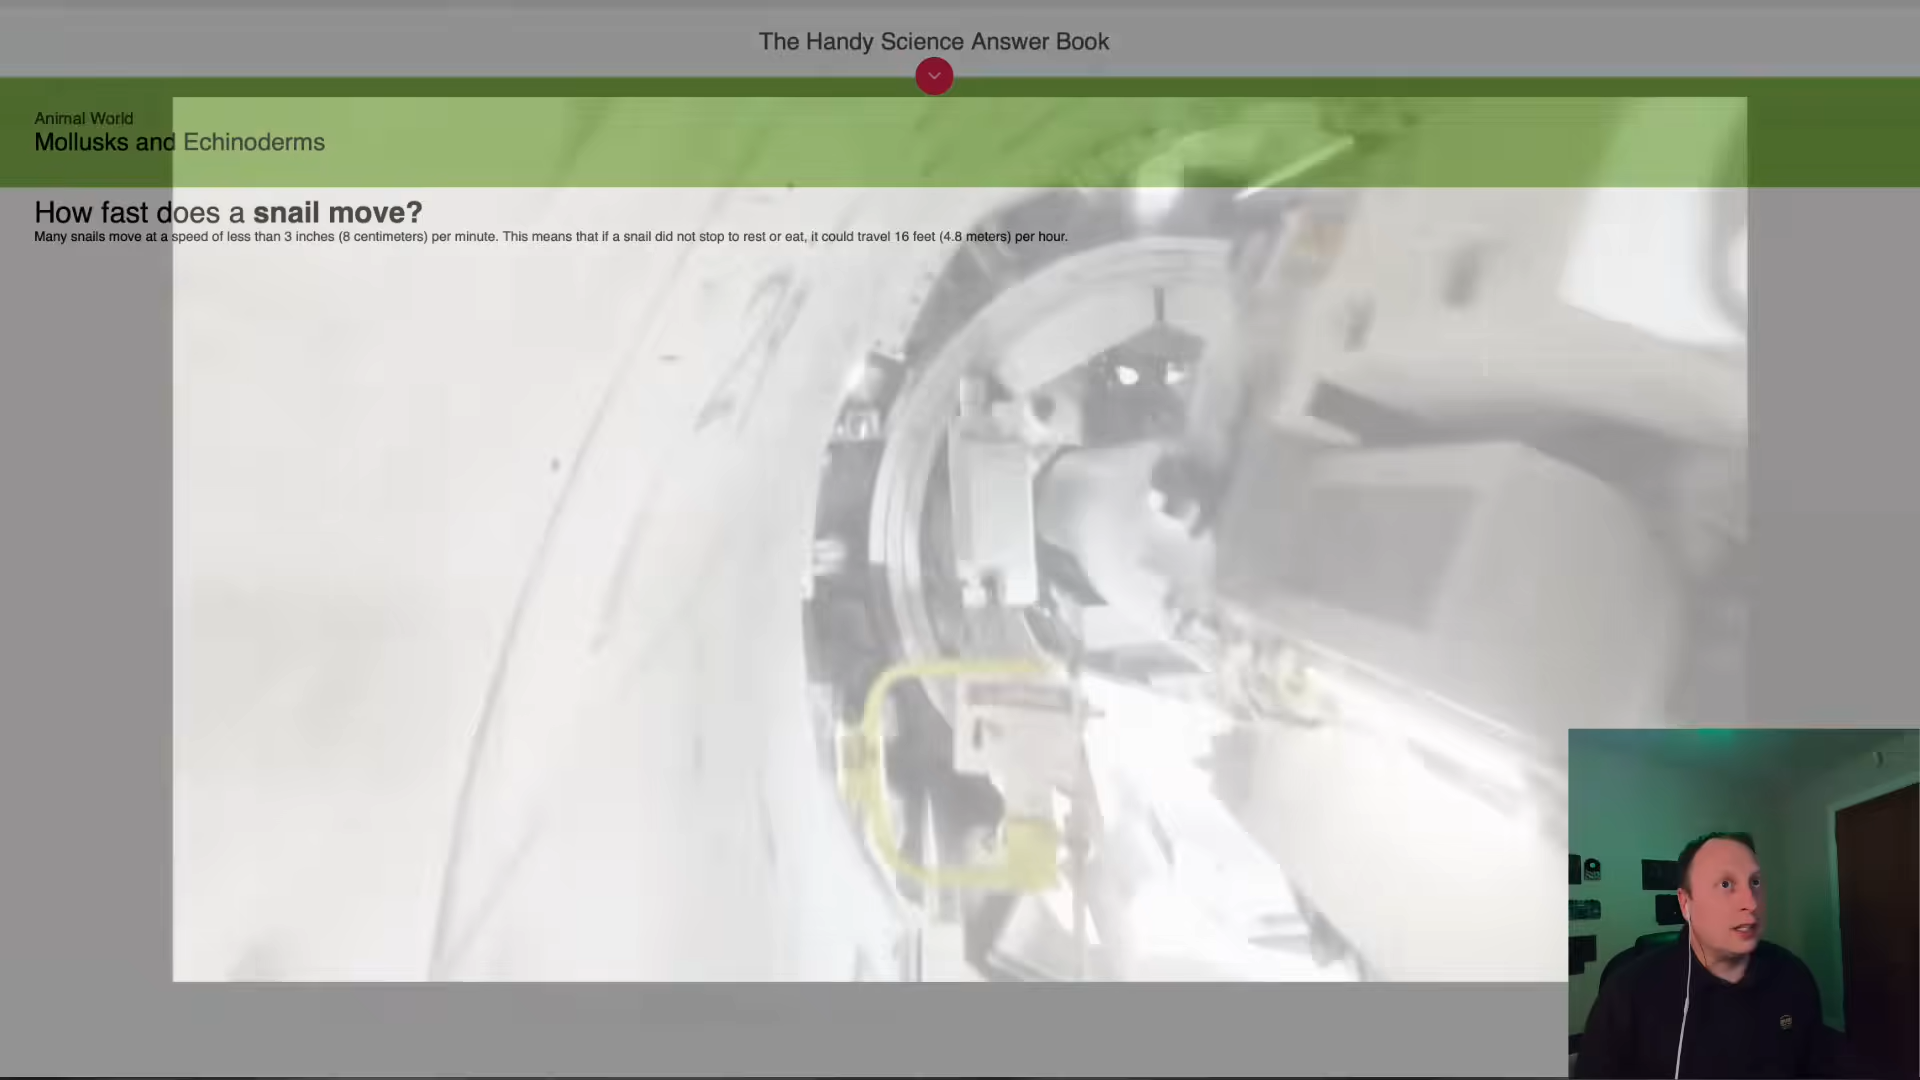 The Handy Science Answer Book
Animal World
Mollusks and Echinoderms
How fast does a snail move?
Many snails move at a speed of less than 3 inches (8 centimeters) per minute. This means that if a snail did not stop to rest or eat, it could travel 16 feet (4.8 meters) per hour.